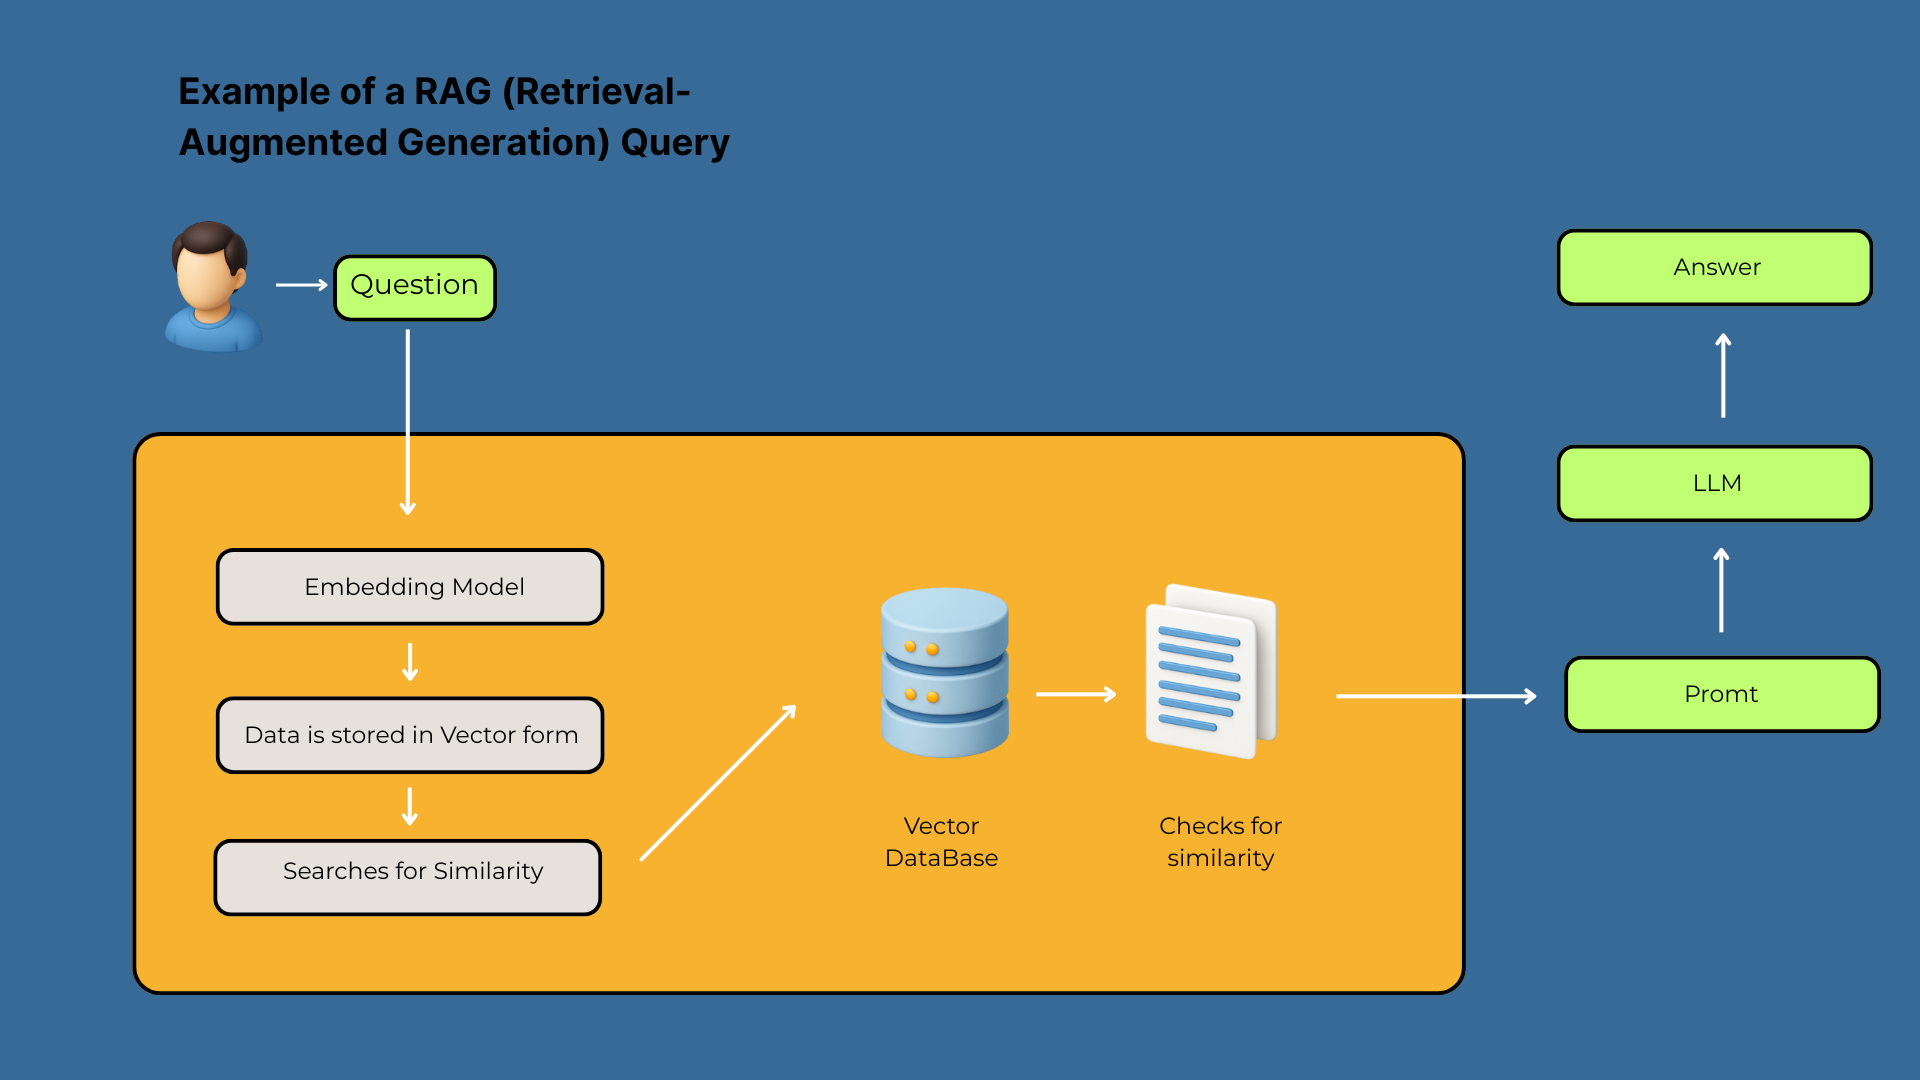 Example of a RAG (Retrieval-
Augmented Generation) Query
Question
Embedding Model
Data is stored in Vector form
Searches for Similarity
Vector
DataBase
Checks for
similarity
Promt
LLM
Answer